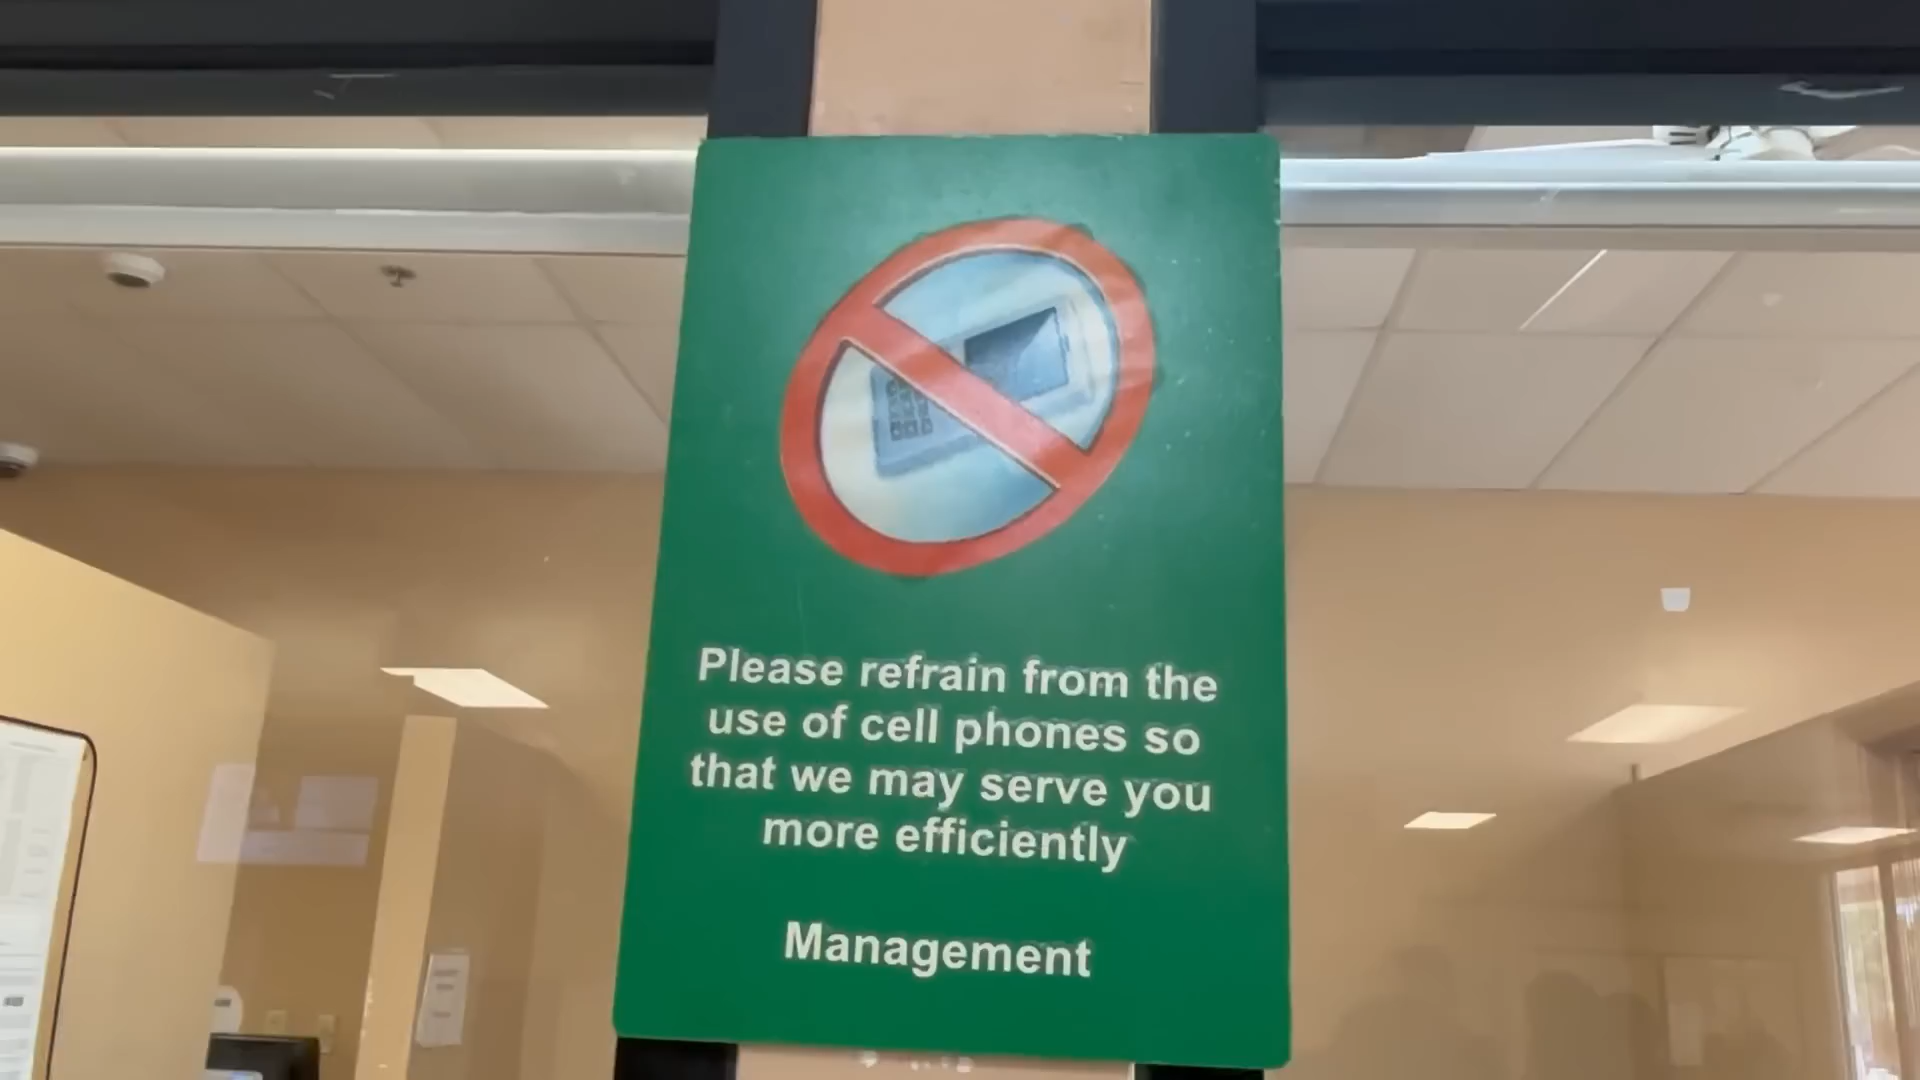 Please refrain from the
use of cell phones so
that we may serve you
more efficiently
Management